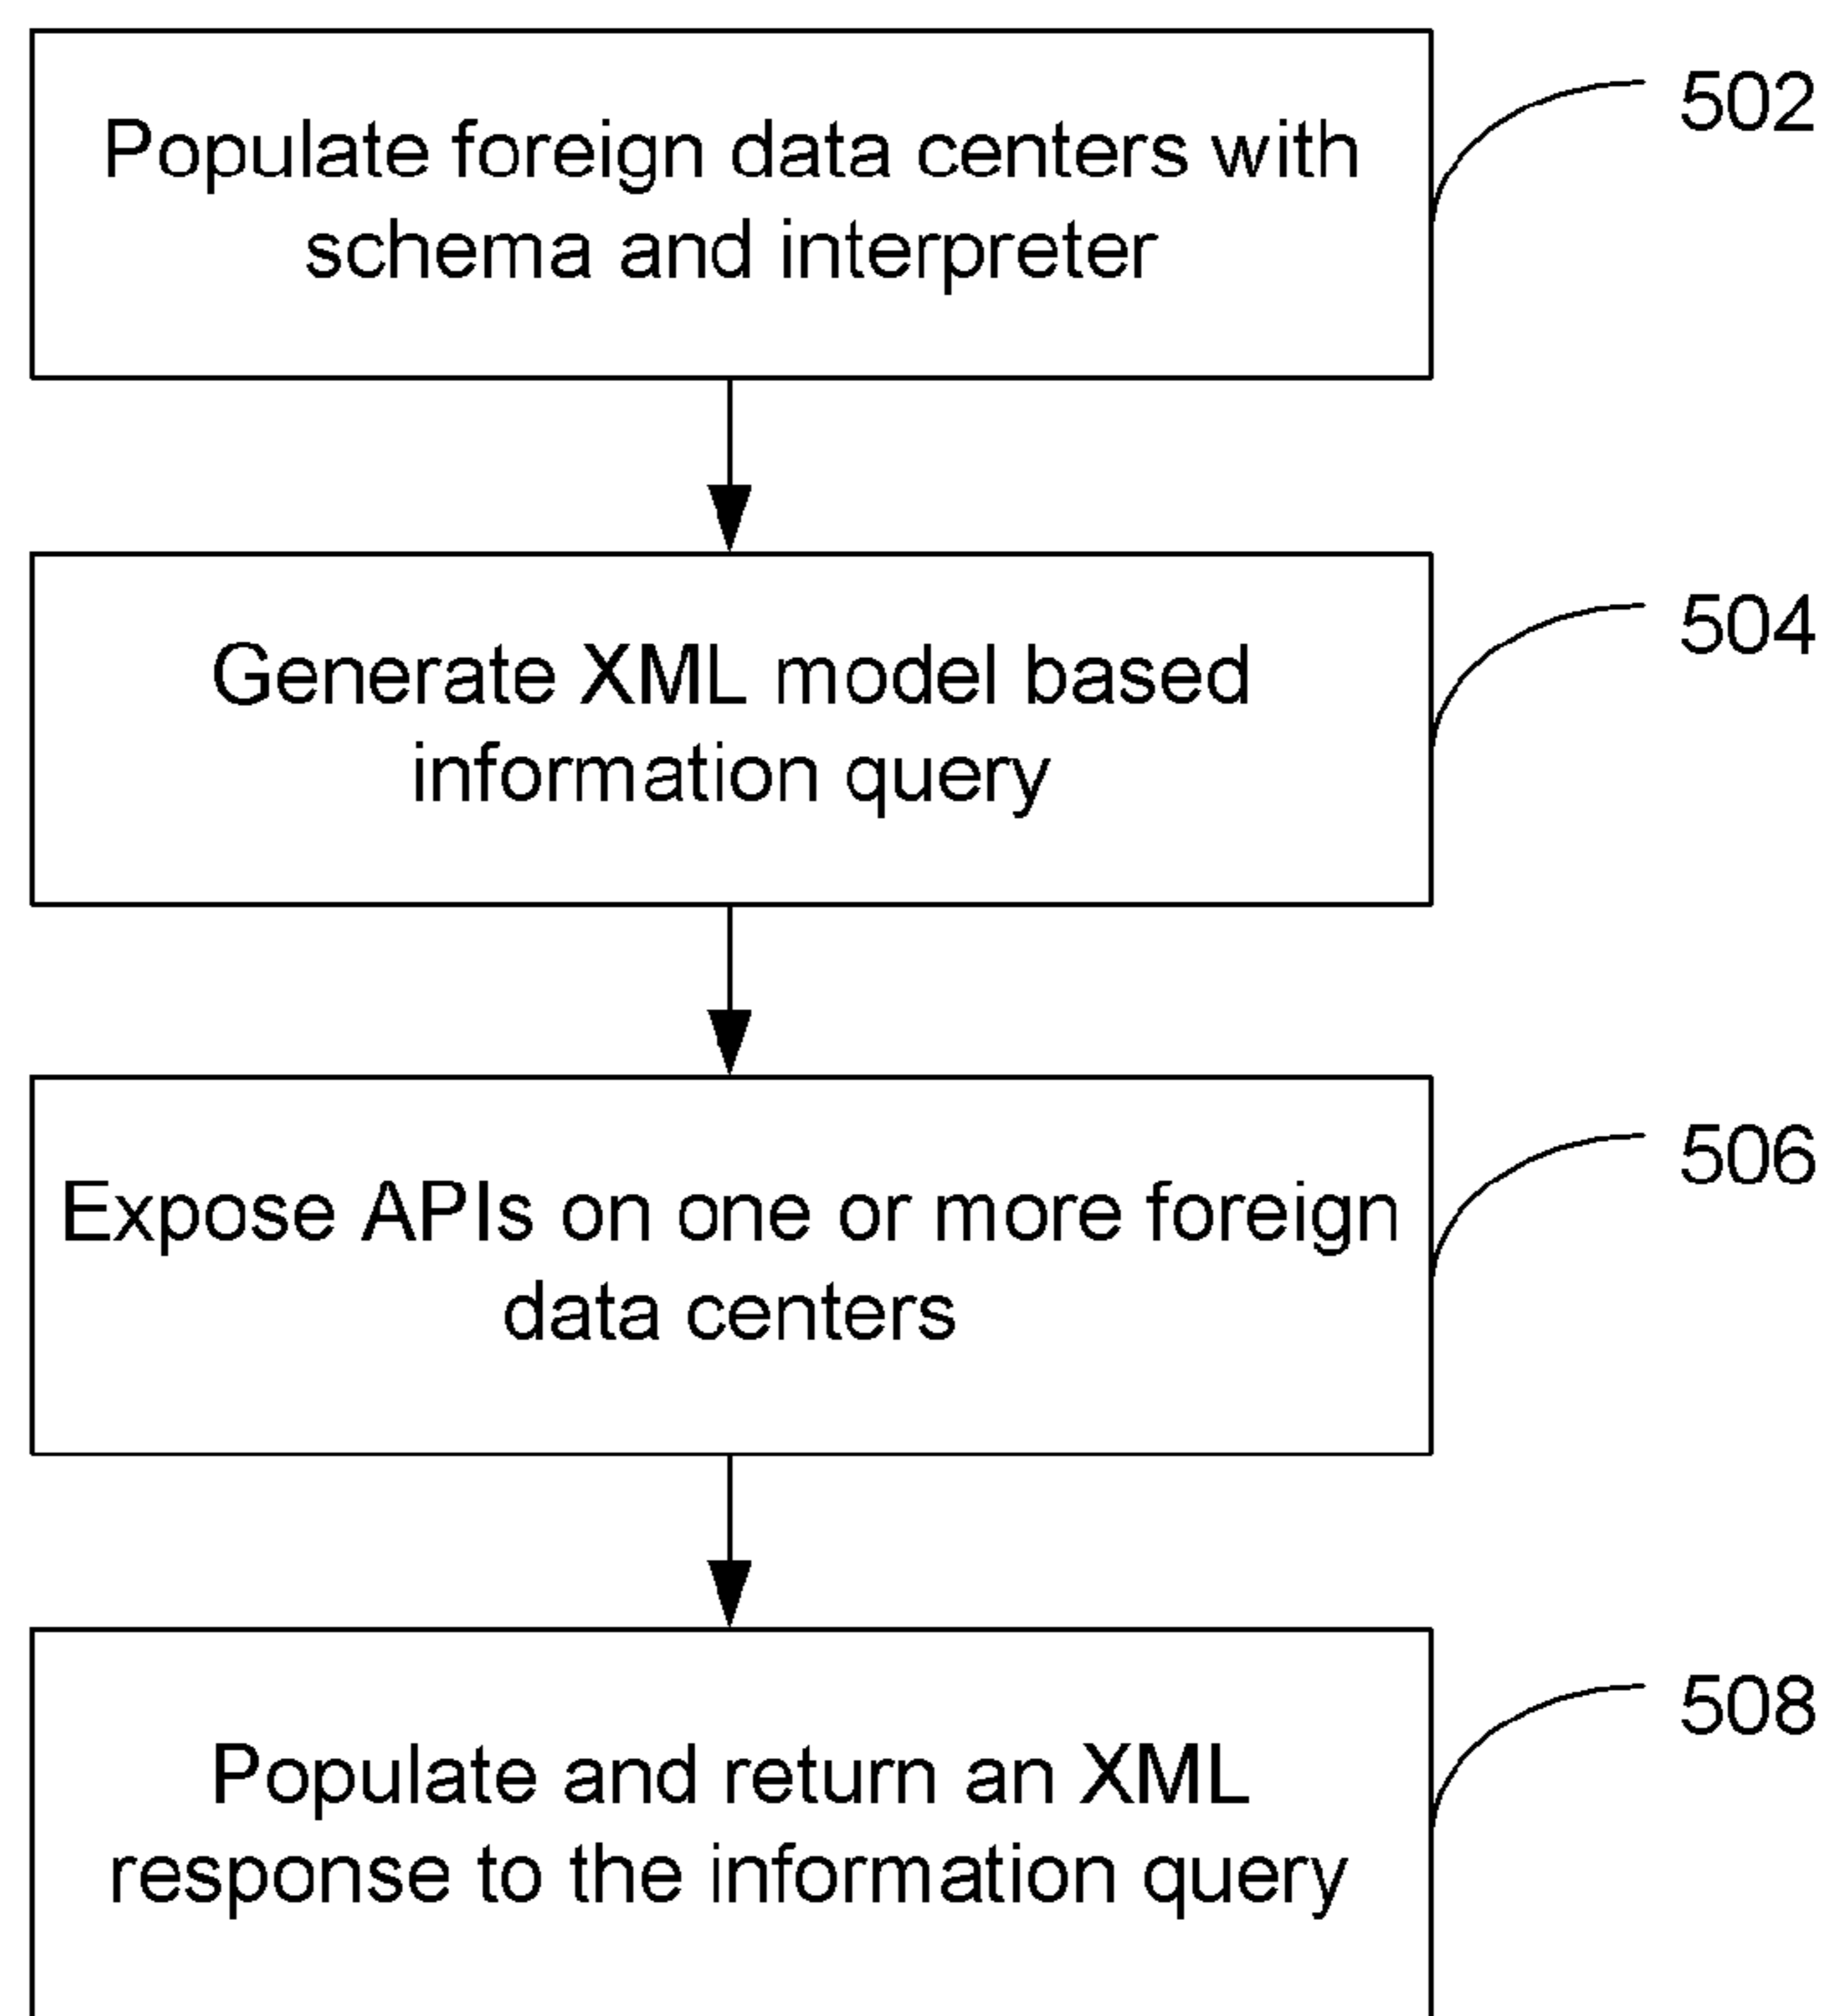 502
Populate foreign data centers with
schema and interpreter
504
Generate XML model based
information query
506
Expose APIs on one or more foreign
data centers
508
Populate and return an XML
response to the information query